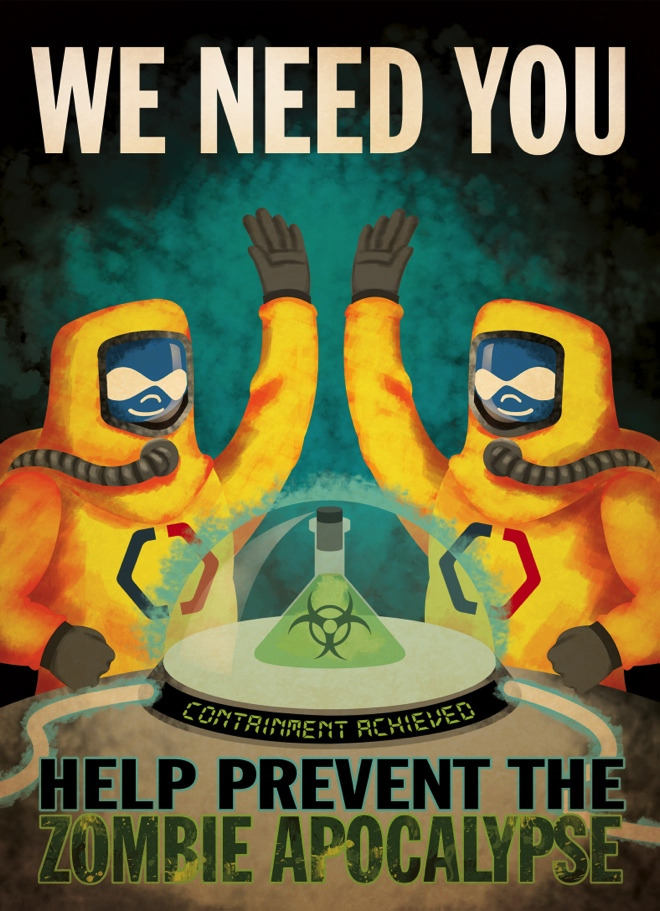 WE NEED YOU
CONTAINMENT ACHIEVED
HELP PREVENT THE
ZOMBIE APOCALYPSE